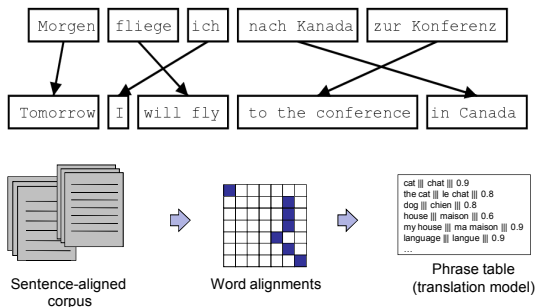 Morgen fliege ich nach Kanada zur Konferenz
Tomorrow I will fly to the conference in Canada
cat ||| chat ||| 0.9
the cat ||| le chat ||| 0.8
dog ||| chien ||| 0.8
house ||| maison ||| 0.6
my house ||| ma maison ||| 0.9
language ||| langue ||| 0.9
…
Sentence-aligned
corpus
Word alignments
Phrase table
(translation model)